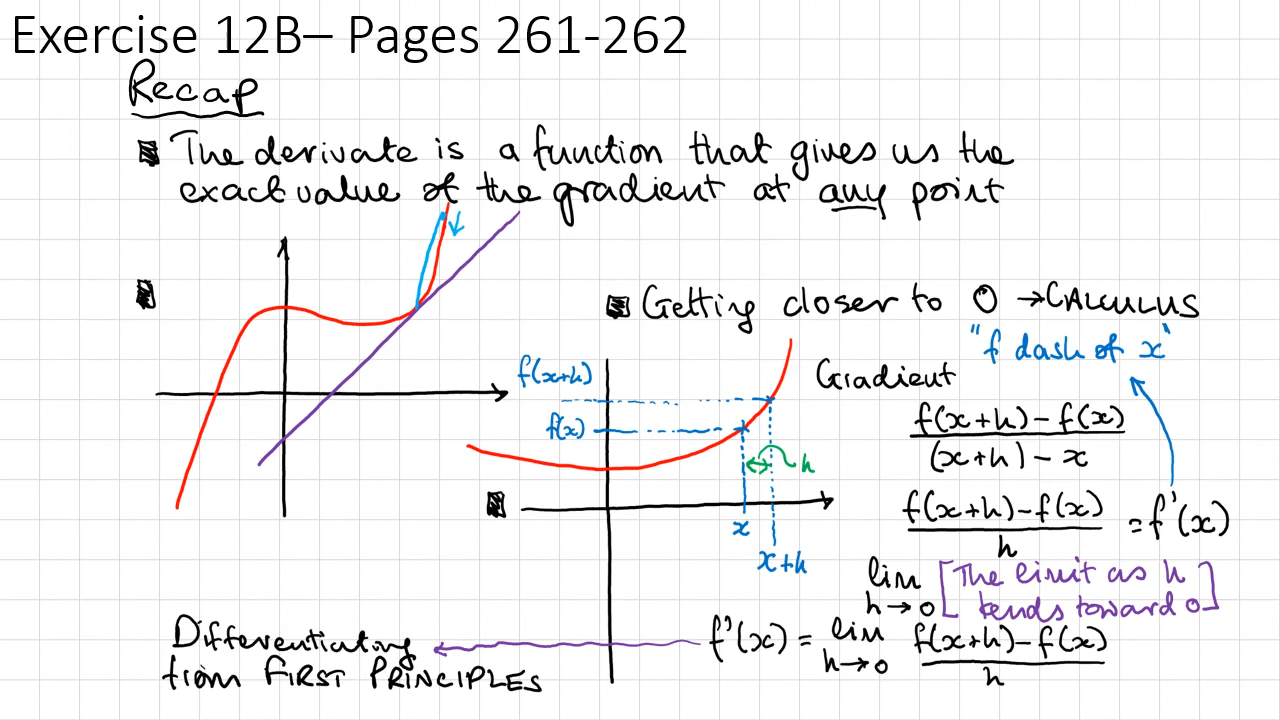 Exercise 12B– Pages 261-262
Recap
The derivate is a function that gives us the
exact value of the gradient at any point
Getting closer to 0 → CALCULUS
"f dash of x"
Gradient
f(x+h) – f(x)
(x+h) – x
f(x+h)
f(x)
h
x
x+h
f(x+h) – f(x)
h
= f'(x)
lim
h→0
[The limit as h
tends toward 0]
Differentiating
from FIRST PRINCIPLES
f'(x) = lim
h→0
f(x+h) – f(x)
h